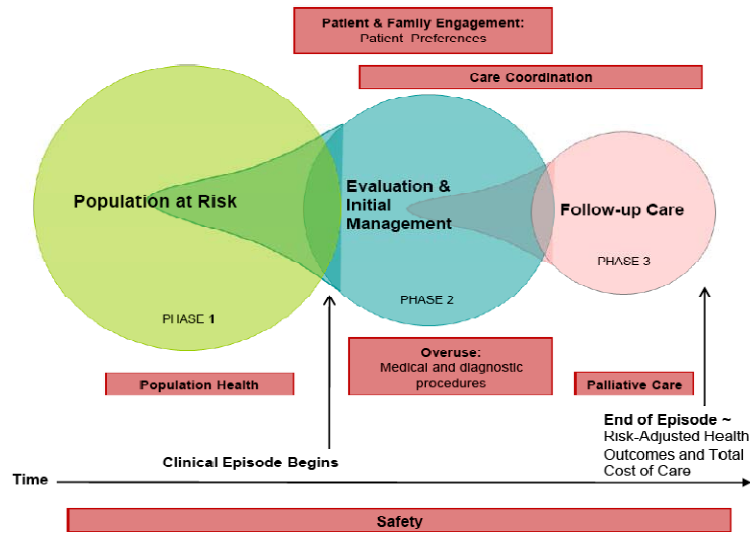 Patient & Family Engagement:
Patient Preferences
Care Coordination
Population at Risk
Evaluation &
Initial
Management
Follow-up Care
PHASE 1
PHASE 2
PHASE 3
Population Health
Overuse:
Medical and diagnostic
procedures
Palliative Care
Clinical Episode Begins
End of Episode ~
Risk-Adjusted Health
Outcomes and Total
Cost of Care
Time
Safety